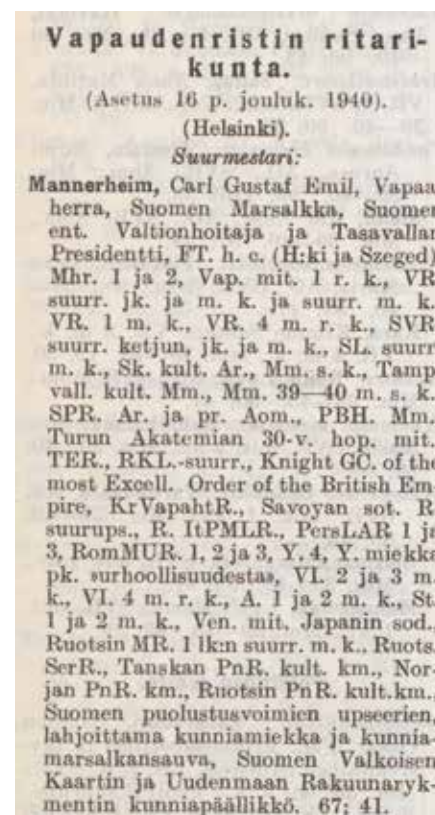 Vapaudenristin ritari-
kunta.
(Asetus 16 p. jouluk. 1940).
(Helsinki).
Suurmestari:
Mannerheim, Carl Gustaf Emil, Vapaa
herra, Suomen Marsalkka, Suomen
ent. Valtionhoitaja ja Tasavallan
Presidentti, FT. h. c. (H:ki ja Szeged)
Mhr. 1 ja 2, Vap. mit. 1 r. k., VR
suurr. jk. ja m. k. ja suurr. m. k.
VR. 1 m. k., VR. 4 m. r. k., SVR
suurr. ketjun, jk. ja m. k., SL. suurr
m. k., Sk. kult. Ar., Mm. s. k., Tamp
vall. kult. Mm., Mm. 39—40 m. s. k.
SPR. Ar. ja pr. Aom., PBH. Mm.
Turun Akatemian 30-v. hop. mit.
TER., RKL.-suurr., Knight GC. of the
most Excell. Order of the British Em-
pire, KrVapahtR., Savoyan sot. R
suurups., R. ItPMLR., PersLAR 1 ja
3, RomMUR. 1, 2 ja 3, Y. 4, Y. miekka
pk. »urhoollisuudesta», VI. 2 ja 3 m.
k., VI. 4 m. r. k., A. 1 ja 2 m. k., St.
1 ja 2 m. k., Ven. mit. Japanin sod.,
Ruotsin MR. 1 lk:n suurr. m. k., Ruots.
SerR., Tanskan PnR. kult. km., Nor-
jan PnR. km., Ruotsin PnR. kult.km.,
Suomen puolustusvoimien upseerien,
lahjoittama kunniamiekka ja kunnia-
marsalkansauva, Suomen Valkoisen
Kaartin ja Uudenmaan Rakuunaryk-
mentin kunniapäällikkö. 67; 41.